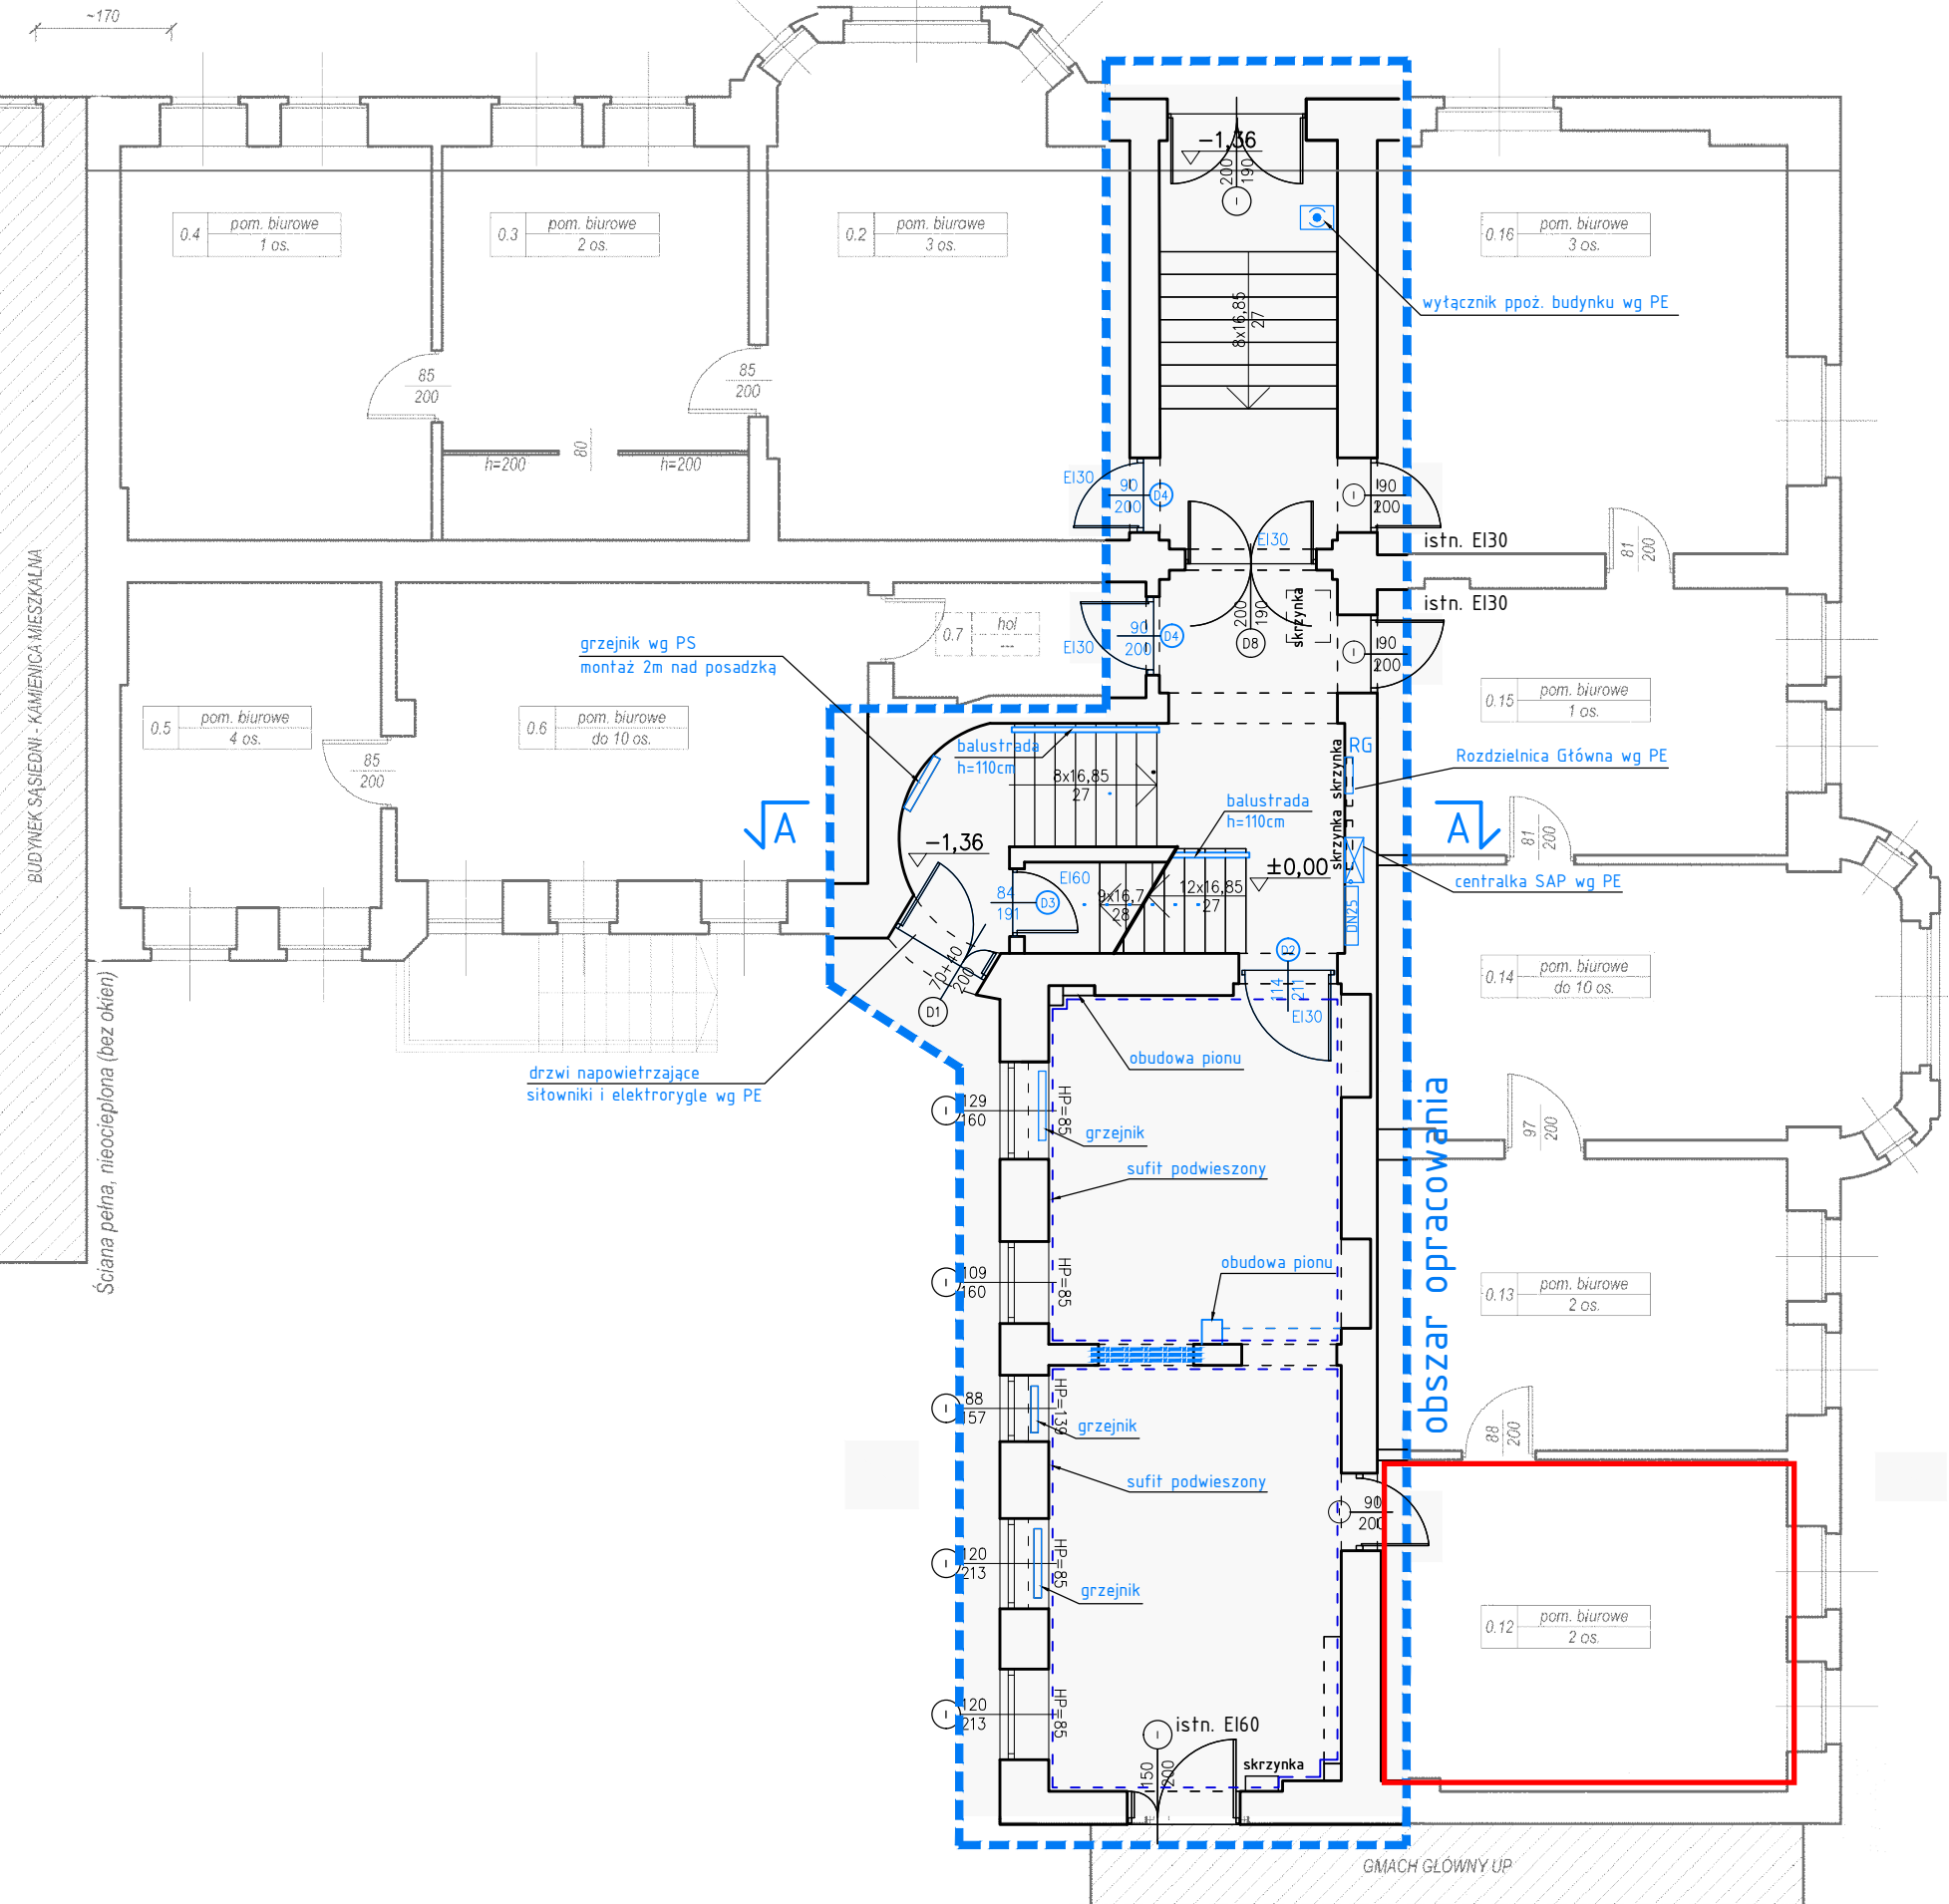 ~170
-1,36
200
190
0.4
pom. biurowe
1 os.
0.3
pom. biurowe
2 os.
0.2
pom. biurowe
3 os.
0.16
pom. biurowe
3 os.
wyłącznik ppoż. budynku wg PE
8x16,85
27
85
200
85
200
80
h=200
h=200
EI30
90
200
D4
90
200
istn. EI30
EI30
81
200
BUDYNEK SĄSIEDNI - KAMIENICA MIESZKALNA
istn. EI30
200
190
D8
skrzynka
0.7
hol
---
90
200
D4
EI30
90
200
grzejnik wg PS
montaż 2m nad posadzką
0.5
pom. biurowe
4 os.
0.6
pom. biurowe
do 10 os.
0.15
pom. biurowe
1 os.
85
200
balustrada
h=110cm
8x16,85
27
skrzynka
RG
Rozdzielnica Główna wg PE
balustrada
h=110cm
A
A
81
200
skrzynka
-1,36
±0,00
centralka SAP wg PE
EI60
84
191
D3
9x16,7
28
12x16,85
27
DN25
D2
114
211
EI30
70+40
200
D1
0.14
pom. biurowe
do 10 os.
Ściana pełna, nieocieplona (bez okien)
obudowa pionu
drzwi napowietrzające
siłowniki i elektrorygle wg PE
129
160
HP=85
grzejnik
sufit podwieszony
97
200
obszar opracowania
109
160
HP=85
obudowa pionu
0.13
pom. biurowe
2 os.
88
157
HP=139
grzejnik
88
200
sufit podwieszony
90
200
120
213
HP=85
grzejnik
0.12
pom. biurowe
2 os.
120
213
HP=85
istn. EI60
150
200
skrzynka
GMACH GŁÓWNY UP